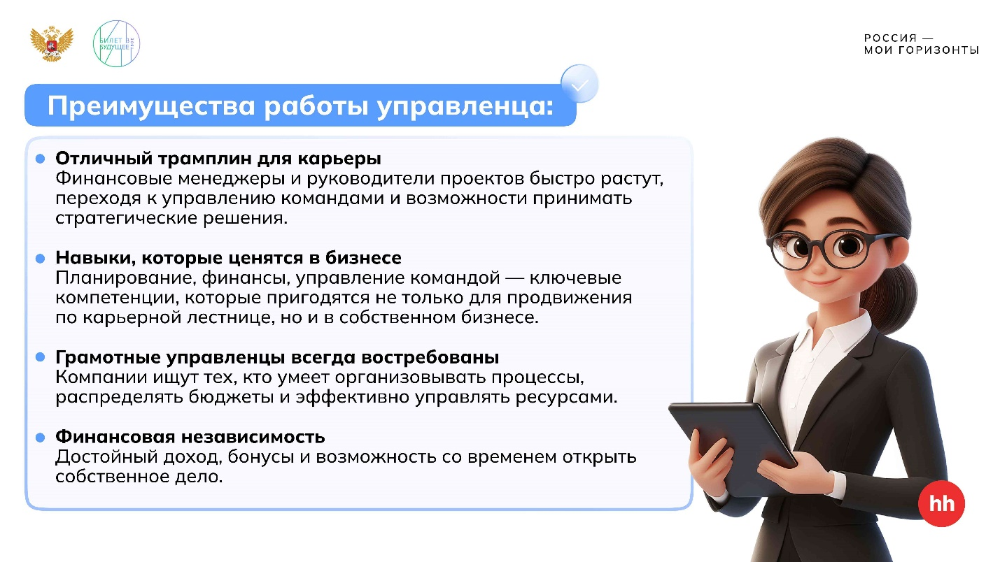 БИЛЕТ В
БУДУЩЕЕ
ТВОЁ
РОССИЯ —
МОИ ГОРИЗОНТЫ
Преимущества работы управленца:
Отличный трамплин для карьеры
Финансовые менеджеры и руководители проектов быстро растут,
переходя к управлению командами и возможности принимать
стратегические решения.
Навыки, которые ценятся в бизнесе
Планирование, финансы, управление командой — ключевые
компетенции, которые пригодятся не только для продвижения
по карьерной лестнице, но и в собственном бизнесе.
Грамотные управленцы всегда востребованы
Компании ищут тех, кто умеет организовывать процессы,
распределять бюджеты и эффективно управлять ресурсами.
Финансовая независимость
Достойный доход, бонусы и возможность со временем открыть
собственное дело.
hh